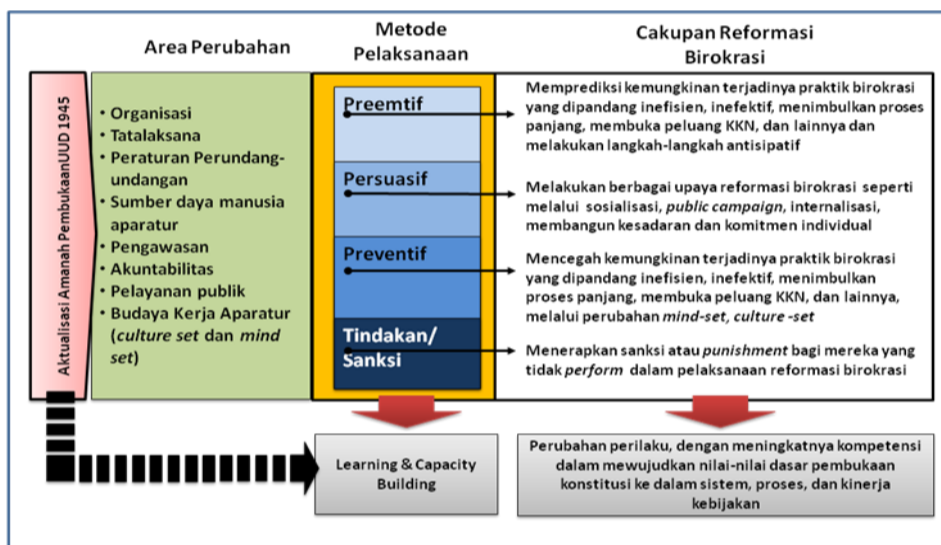 Area Perubahan
Metode
Pelaksanaan
Cakupan Reformasi
Birokrasi
Aktualisasi Amanah PembukaanUUD 1945
• Organisasi
• Tatalaksana
• Peraturan Perundang-
undangan
• Sumber daya manusia
aparatur
• Pengawasan
• Akuntabilitas
• Pelayanan publik
• Budaya Kerja Aparatur
(culture set dan mind
set)
Preemtif
Memprediksi kemungkinan terjadinya praktik birokrasi
yang dipandang inefisien, inefektif, menimbulkan proses
panjang, membuka peluang KKN, dan lainnya dan
melakukan langkah-langkah antisipatif
Persuasif
Melakukan berbagai upaya reformasi birokrasi seperti
melalui sosialisasi, public campaign, internalisasi,
membangun kesadaran dan komitmen individual
Preventif
Mencegah kemungkinan terjadinya praktik birokrasi
yang dipandang inefisien, inefektif, menimbulkan
proses panjang, membuka peluang KKN, dan lainnya,
melalui perubahan mind-set, culture -set
Tindakan/
Sanksi
Menerapkan sanksi atau punishment bagi mereka yang
tidak perform dalam pelaksanaan reformasi birokrasi
Learning & Capacity
Building
Perubahan perilaku, dengan meningkatnya kompetensi
dalam mewujudkan nilai-nilai dasar pembukaan
konstitusi ke dalam sistem, proses, dan kinerja
kebijakan